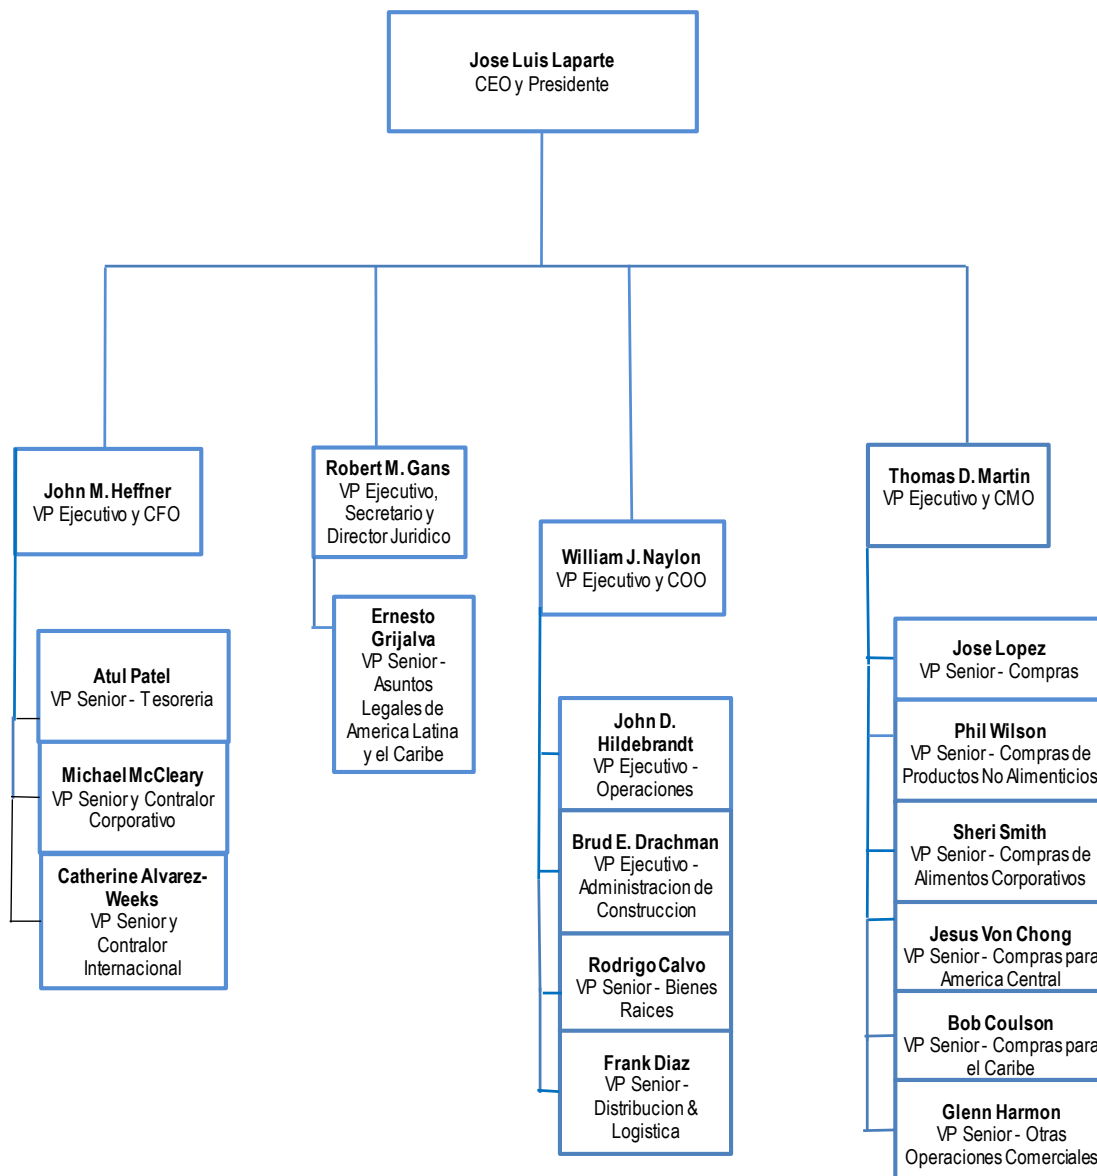 Jose Luis Laparte
CEO y Presidente
John M. Heffner
VP Ejecutivo y CFO
Atul Patel
VP Senior - Tesoreria
Michael McCleary
VP Senior y Contralor
Corporativo
Catherine Alvarez-
Weeks
VP Senior y
Contralor
Internacional
Robert M. Gans
VP Ejecutivo,
Secretario y
Director Juridico
Ernesto
Grijalva
VP Senior -
Asuntos
Legales de
America Latina
y el Caribe
William J. Naylon
VP Ejecutivo y COO
John D.
Hildebrandt
VP Ejecutivo -
Operaciones
Brud E. Drachman
VP Ejecutivo -
Administracion de
Construccion
Rodrigo Calvo
VP Senior - Bienes
Raices
Frank Diaz
VP Senior -
Distribucion &
Logistica
Thomas D. Martin
VP Ejecutivo y CMO
Jose Lopez
VP Senior - Compras
Phil Wilson
VP Senior - Compras de
Productos No Alimenticios
Sheri Smith
VP Senior - Compras de
Alimentos Corporativos
Jesus Von Chong
VP Senior - Compras para
America Central
Bob Coulson
VP Senior - Compras para
el Caribe
Glenn Harmon
VP Senior - Otras
Operaciones Comerciales